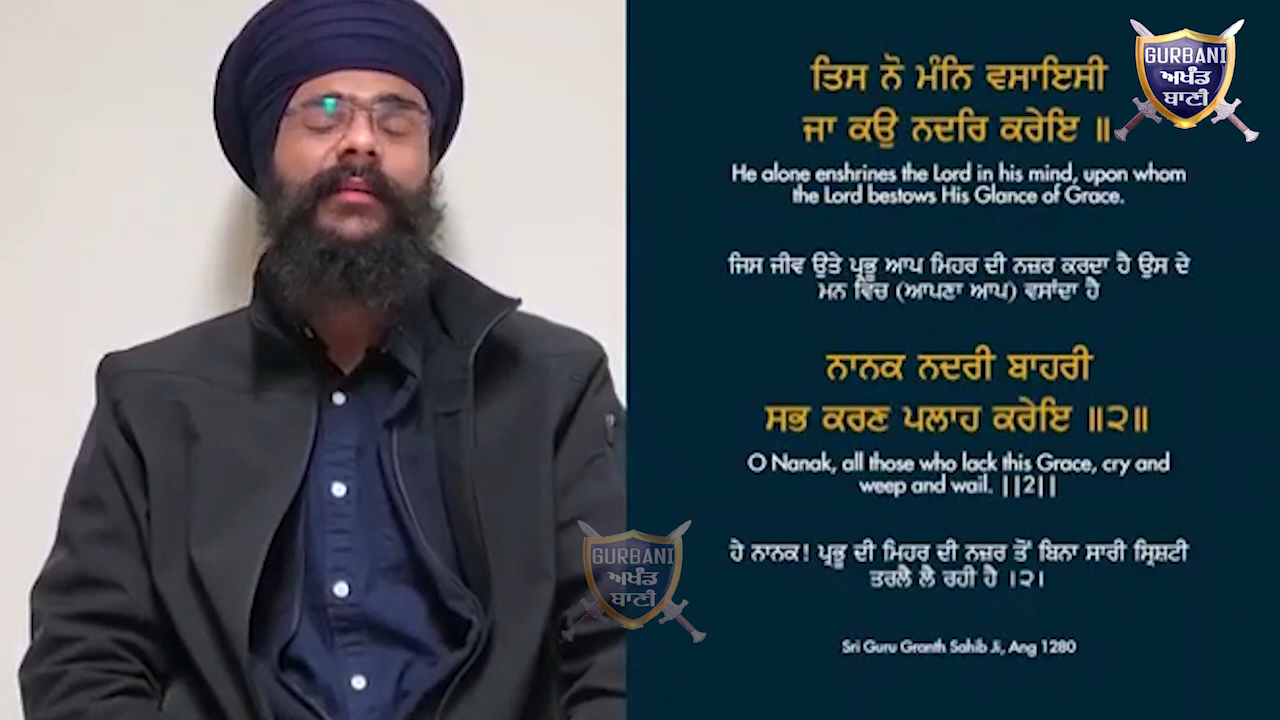 ਤਿਸ ਨੋ ਮੰਨਿ ਵਸਾਇਸੀ
ਜਾ ਕਉ ਨਦਰਿ ਕਰੇਇ ॥
He alone enshrines the Lord in his mind, upon whom
the Lord bestows His Glance of Grace.
ਜਿਸ ਜੀਵ ਉਤੇ ਪ੍ਰਭੂ ਆਪ ਮਿਹਰ ਦੀ ਨਜ਼ਰ ਕਰਦਾ ਹੈ ਉਸ ਦੇ
ਮਨ ਵਿਚ (ਆਪਣਾ ਆਪ) ਵਸਾਂਦਾ ਹੈ
ਨਾਨਕ ਨਦਰੀ ਬਾਹਰੀ
ਸਭ ਕਰਣ ਪਲਾਹ ਕਰੇਇ ॥੨॥
O Nanak, all those who lack this Grace, cry and
weep and wail. ||2||
ਹੇ ਨਾਨਕ! ਪ੍ਰਭੂ ਦੀ ਮਿਹਰ ਦੀ ਨਜ਼ਰ ਤੋਂ ਬਿਨਾ ਸਾਰੀ ਸ੍ਰਿਸ਼ਟੀ
ਤਰਲੈ ਲੈ ਰਹੀ ਹੈ ।੨।
Sri Guru Granth Sahib Ji, Ang 1280
GURBANI
ਅਖੰਡ
ਬਾਣੀ
GURBANI
ਅਖੰਡ
ਬਾਣੀ